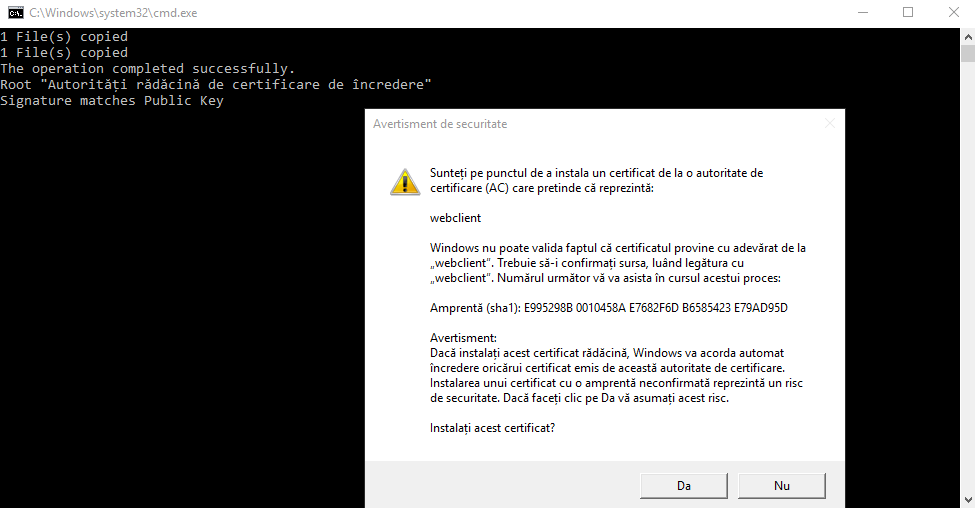 C:\Windows\system32\cmd.exe
1 File(s) copied
1 File(s) copied
The operation completed successfully.
Root "Autorități rădăcină de certificare de încredere"
Signature matches Public Key
Avertisment de securitate
Sunteți pe punctul de a instala un certificat de la o autoritate de
certificare (AC) care pretinde că reprezintă:
webclient
Windows nu poate valida faptul că certificatul provine cu adevărat de la
„webclient”. Trebuie să-i confirmați sursa, luând legătura cu
„webclient”. Numărul următor vă va asista în cursul acestui proces:
Amprentă (sha1): E995298B 0010458A E7682F6D B6585423 E79AD95D
Avertisment:
Dacă instalați acest certificat rădăcină, Windows va acorda automat
încredere oricărui certificat emis de această autoritate de certificare.
Instalarea unui certificat cu o amprentă neconfirmată reprezintă un risc
de securitate. Dacă faceți clic pe Da vă asumați acest risc.
Instalați acest certificat?
Da
Nu